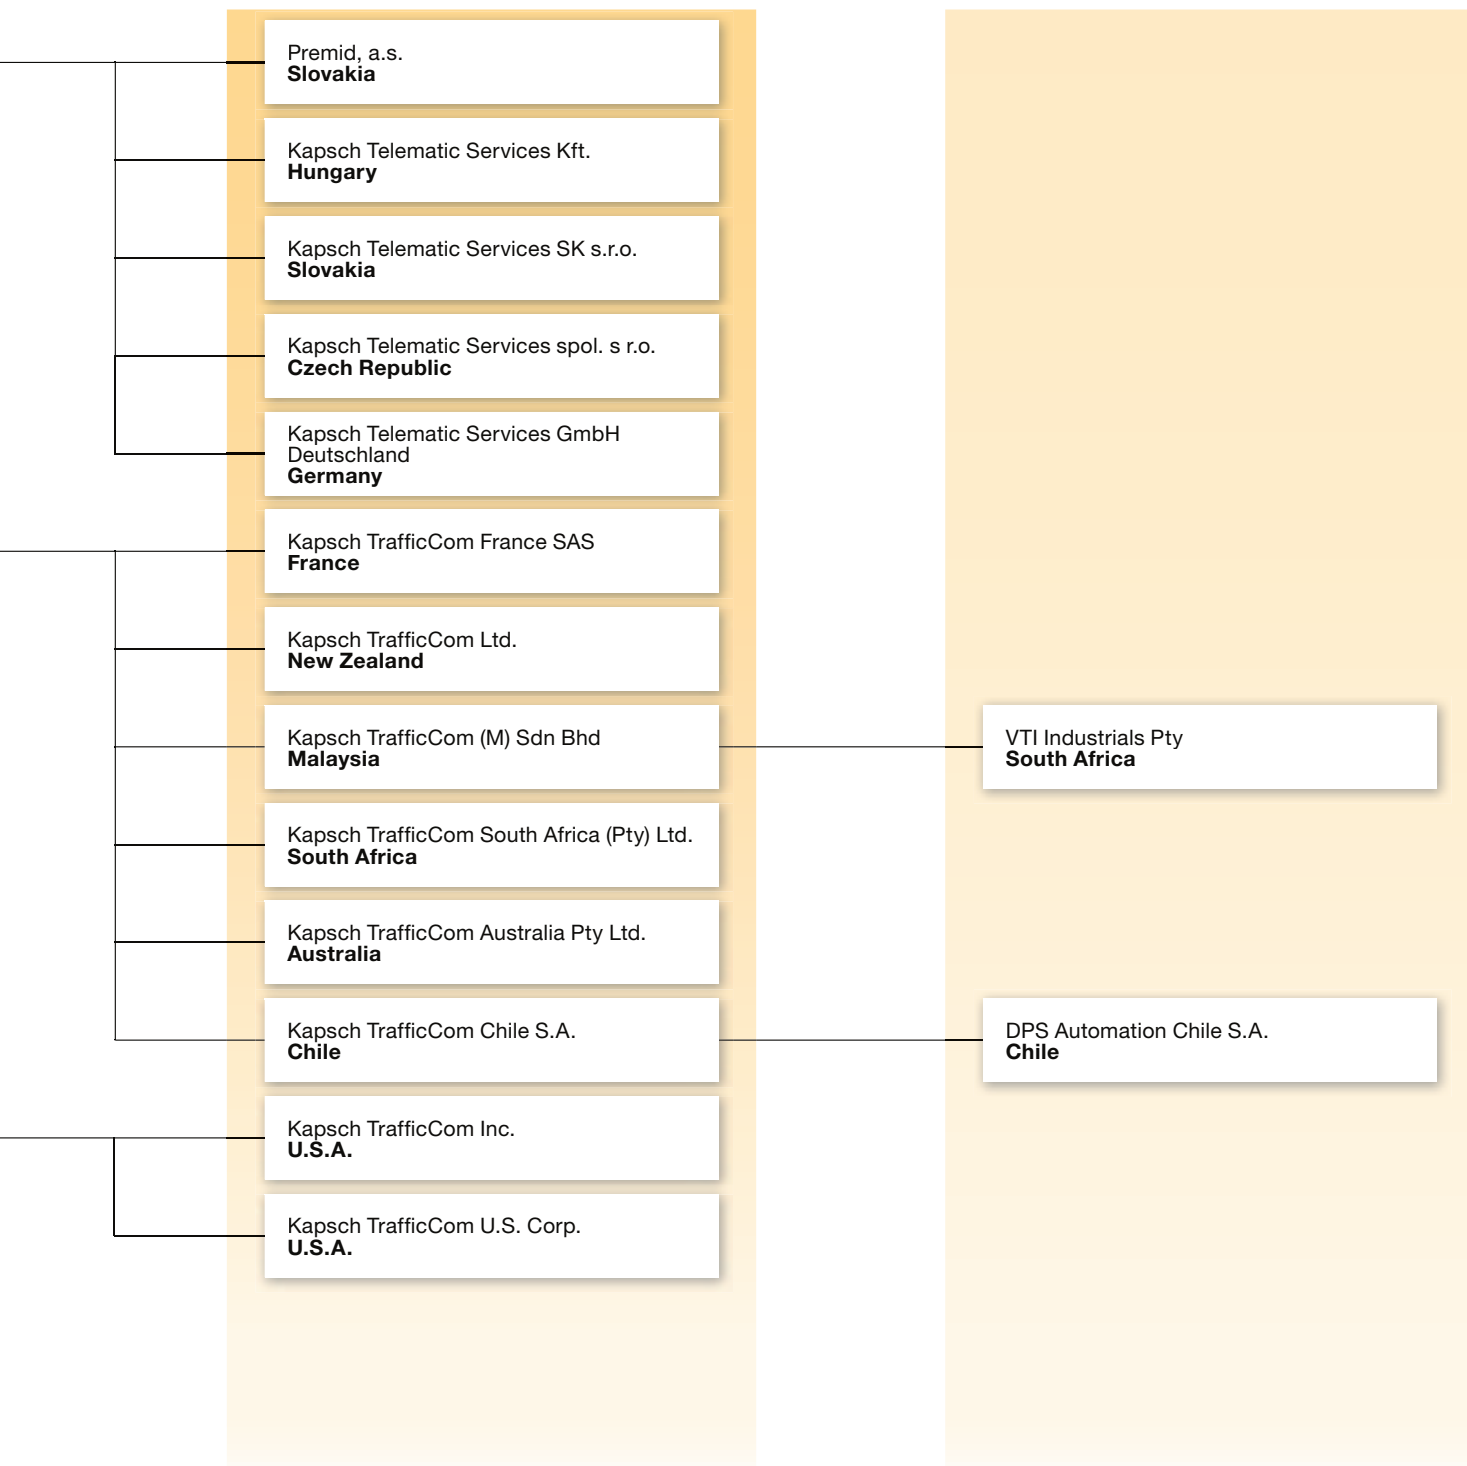 Premid, a.s.
Slovakia
Kapsch Telematic Services Kft.
Hungary
Kapsch Telematic Services SK s.r.o.
Slovakia
Kapsch Telematic Services spol. s r.o.
Czech Republic
Kapsch Telematic Services GmbH
Deutschland
Germany
Kapsch TrafficCom France SAS
France
Kapsch TrafficCom Ltd.
New Zealand
Kapsch TrafficCom (M) Sdn Bhd
Malaysia
VTI Industrials Pty
South Africa
Kapsch TrafficCom South Africa (Pty) Ltd.
South Africa
Kapsch TrafficCom Australia Pty Ltd.
Australia
Kapsch TrafficCom Chile S.A.
Chile
DPS Automation Chile S.A.
Chile
Kapsch TrafficCom Inc.
U.S.A.
Kapsch TrafficCom U.S. Corp.
U.S.A.